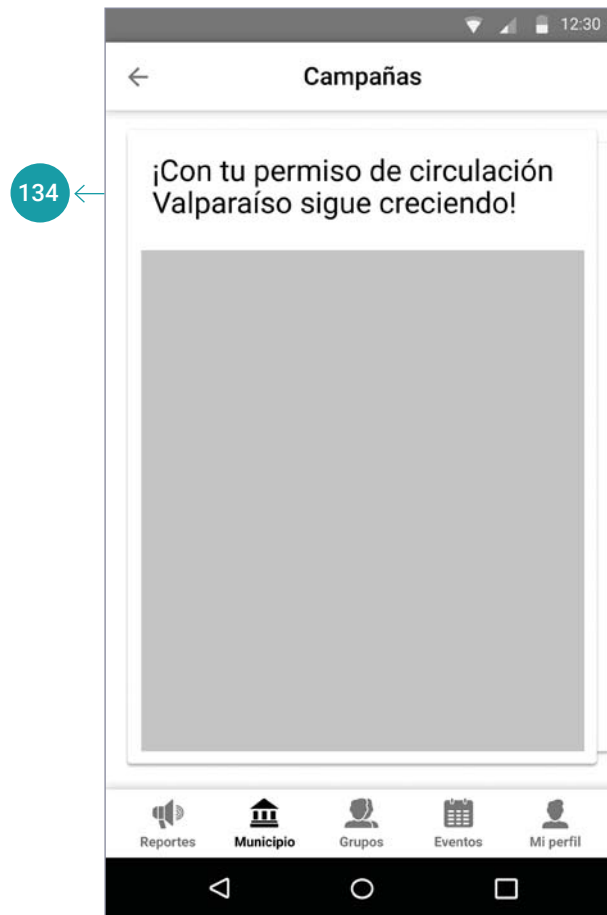 12:30
Campañas
134
¡Con tu permiso de circulación
Valparaíso sigue creciendo!
Reportes Municipio Grupos Eventos Mi perfil